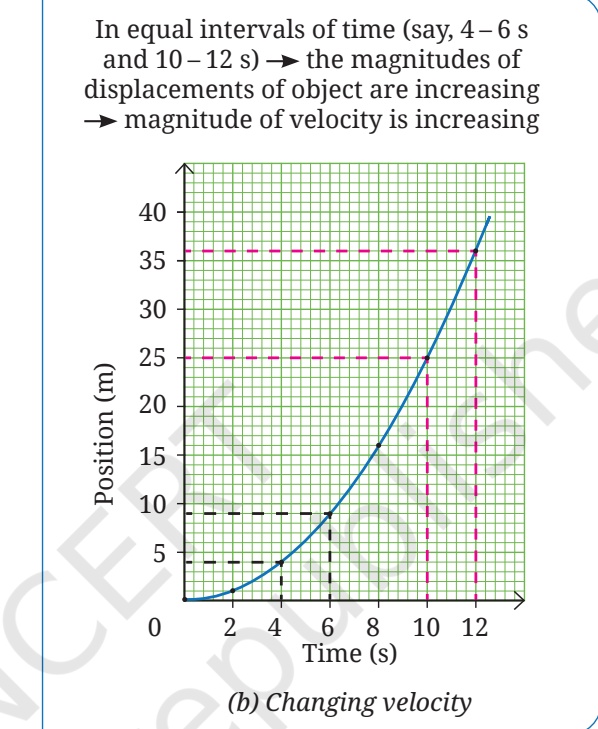 In equal intervals of time (say, 4 – 6 s
and 10 – 12 s) → the magnitudes of
displacements of object are increasing
→ magnitude of velocity is increasing
Position (m)
40
35
30
25
20
15
10
5
0 2 4 6 8 10 12
Time (s)
(b) Changing velocity
NCERT
republishe